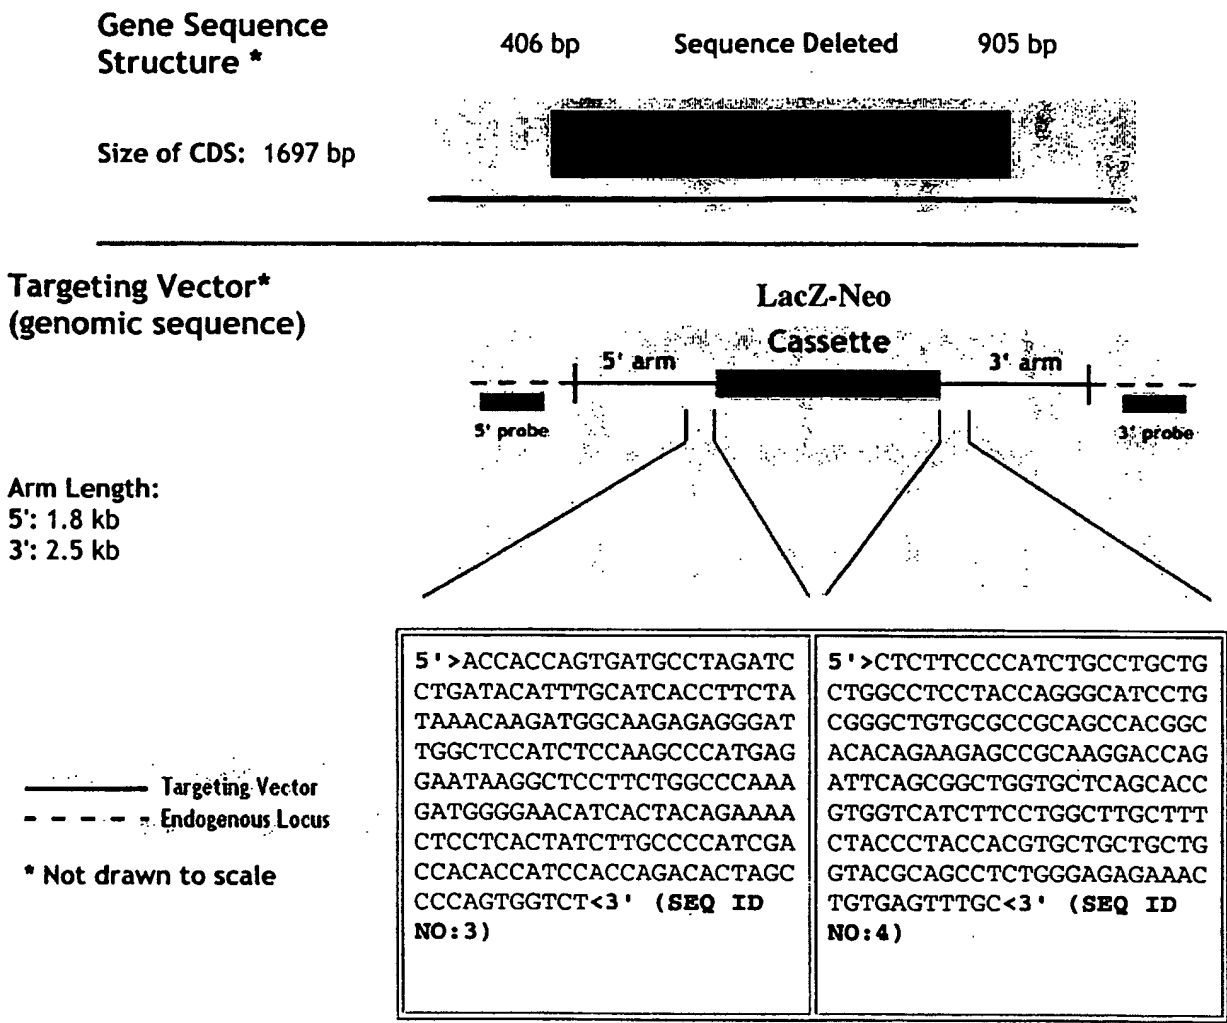 Gene Sequence
Structure *
406 bp Sequence Deleted 905 bp
Size of CDS: 1697 bp
Targeting Vector*
(genomic sequence)
LacZ-Neo
Cassette
5' arm 3' arm
5' probe 3' probe
Arm Length:
5': 1.8 kb
3': 2.5 kb
5'>ACCACCAGTGATGCCTAGATC
CTGATACATTTGCATCACCTTCTA
TAAACAAGATGGCAAGAGAGGGAT
TGGCTCCATCTCCAAGCCCATGAG
GAATAAGGCTCCTTCTGGCCCAAA
GATGGGGAACATCACTACAGAAAA
CTCCTCACTATCTTGCCCCATCGA
CCACACCATCCACCAGACACTAGC
CCCAGTGGTCT<3' (SEQ ID
NO:3)
5'>CTCTTCCCCATCTGCCTGCTG
CTGGCCTCCTACCAGGGCATCCTG
CGGGCTGTGCGCCGCAGCCACGGC
ACACAGAAGAGCCGCAAGGACCAG
ATTCAGCGGCTGGTGCTCAGCACC
GTGGTCATCTTCCTGGCTTGCTTT
CTACCCTACCACGTGCTGCTGCTG
GTACGCAGCCTCTGGGAGAGAAAC
TGTGAGTTTGC<3' (SEQ ID
NO:4)
Targeting Vector
Endogenous Locus
* Not drawn to scale